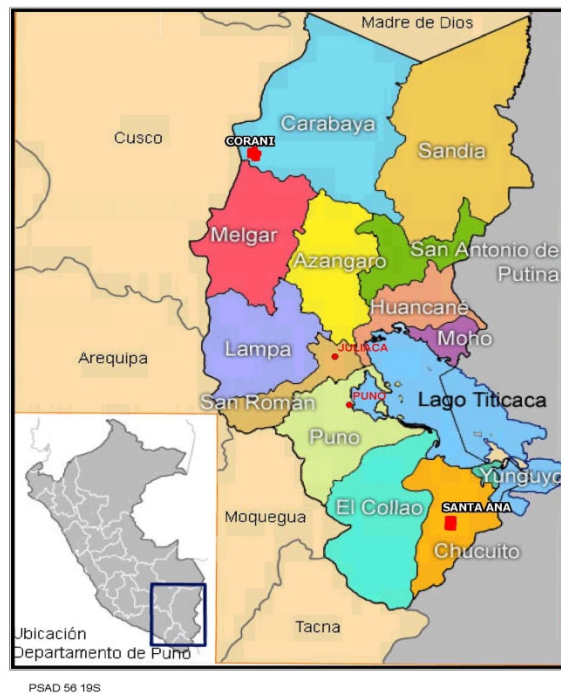 Madre de Dios
Carabaya
Cusco
CORANI
Sandia
Melgar
Azangaro
San Antonio de
Putina
Huancané
Moho
Lampa
JULIACA
Arequipa
San Román
PUNO
Lago Titicaca
Puno
Yunguyo
El Collao
SANTA ANA
Moquegua
Chucuito
Tacna
Ubicación
Departamento de Puno
PSAD 56 19S